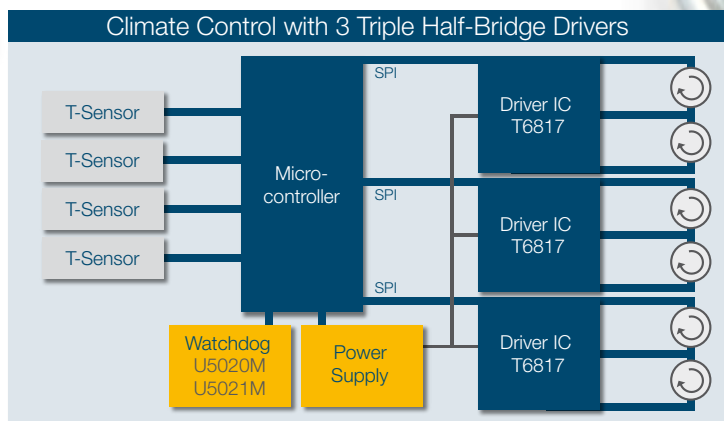 Climate Control with 3 Triple Half-Bridge Drivers
SPI
T-Sensor
T-Sensor
T-Sensor
T-Sensor
Micro-
controller
Driver IC
T6817
SPI
Driver IC
T6817
SPI
Driver IC
T6817
Watchdog
U5020M
U5021M
Power
Supply